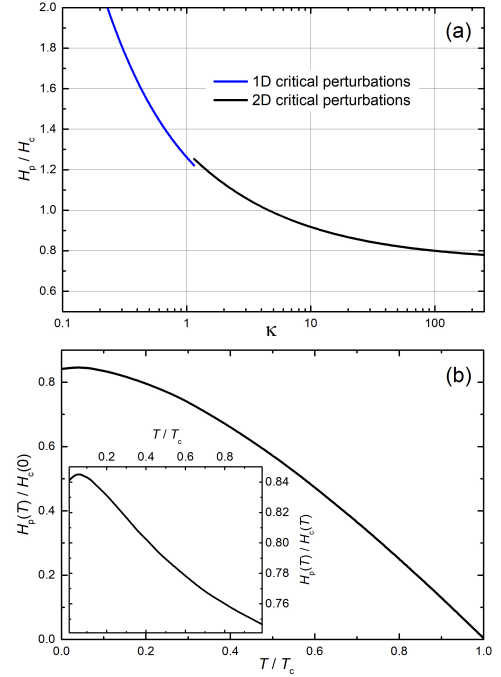 (a)
2.0
1.8
1.6
1.4
1.2
1.0
0.8
0.6
H_p / H_c
1D critical perturbations
2D critical perturbations
0.1 1 10 100
κ
(b)
0.8
0.6
0.4
0.2
0.0
H_p(T) / H_c(0)
T / T_c
0.2 0.4 0.6 0.8
0.84
0.82
0.80
0.78
0.76
H_p(T) / H_c(T)
0.0 0.2 0.4 0.6 0.8 1.0
T / T_c